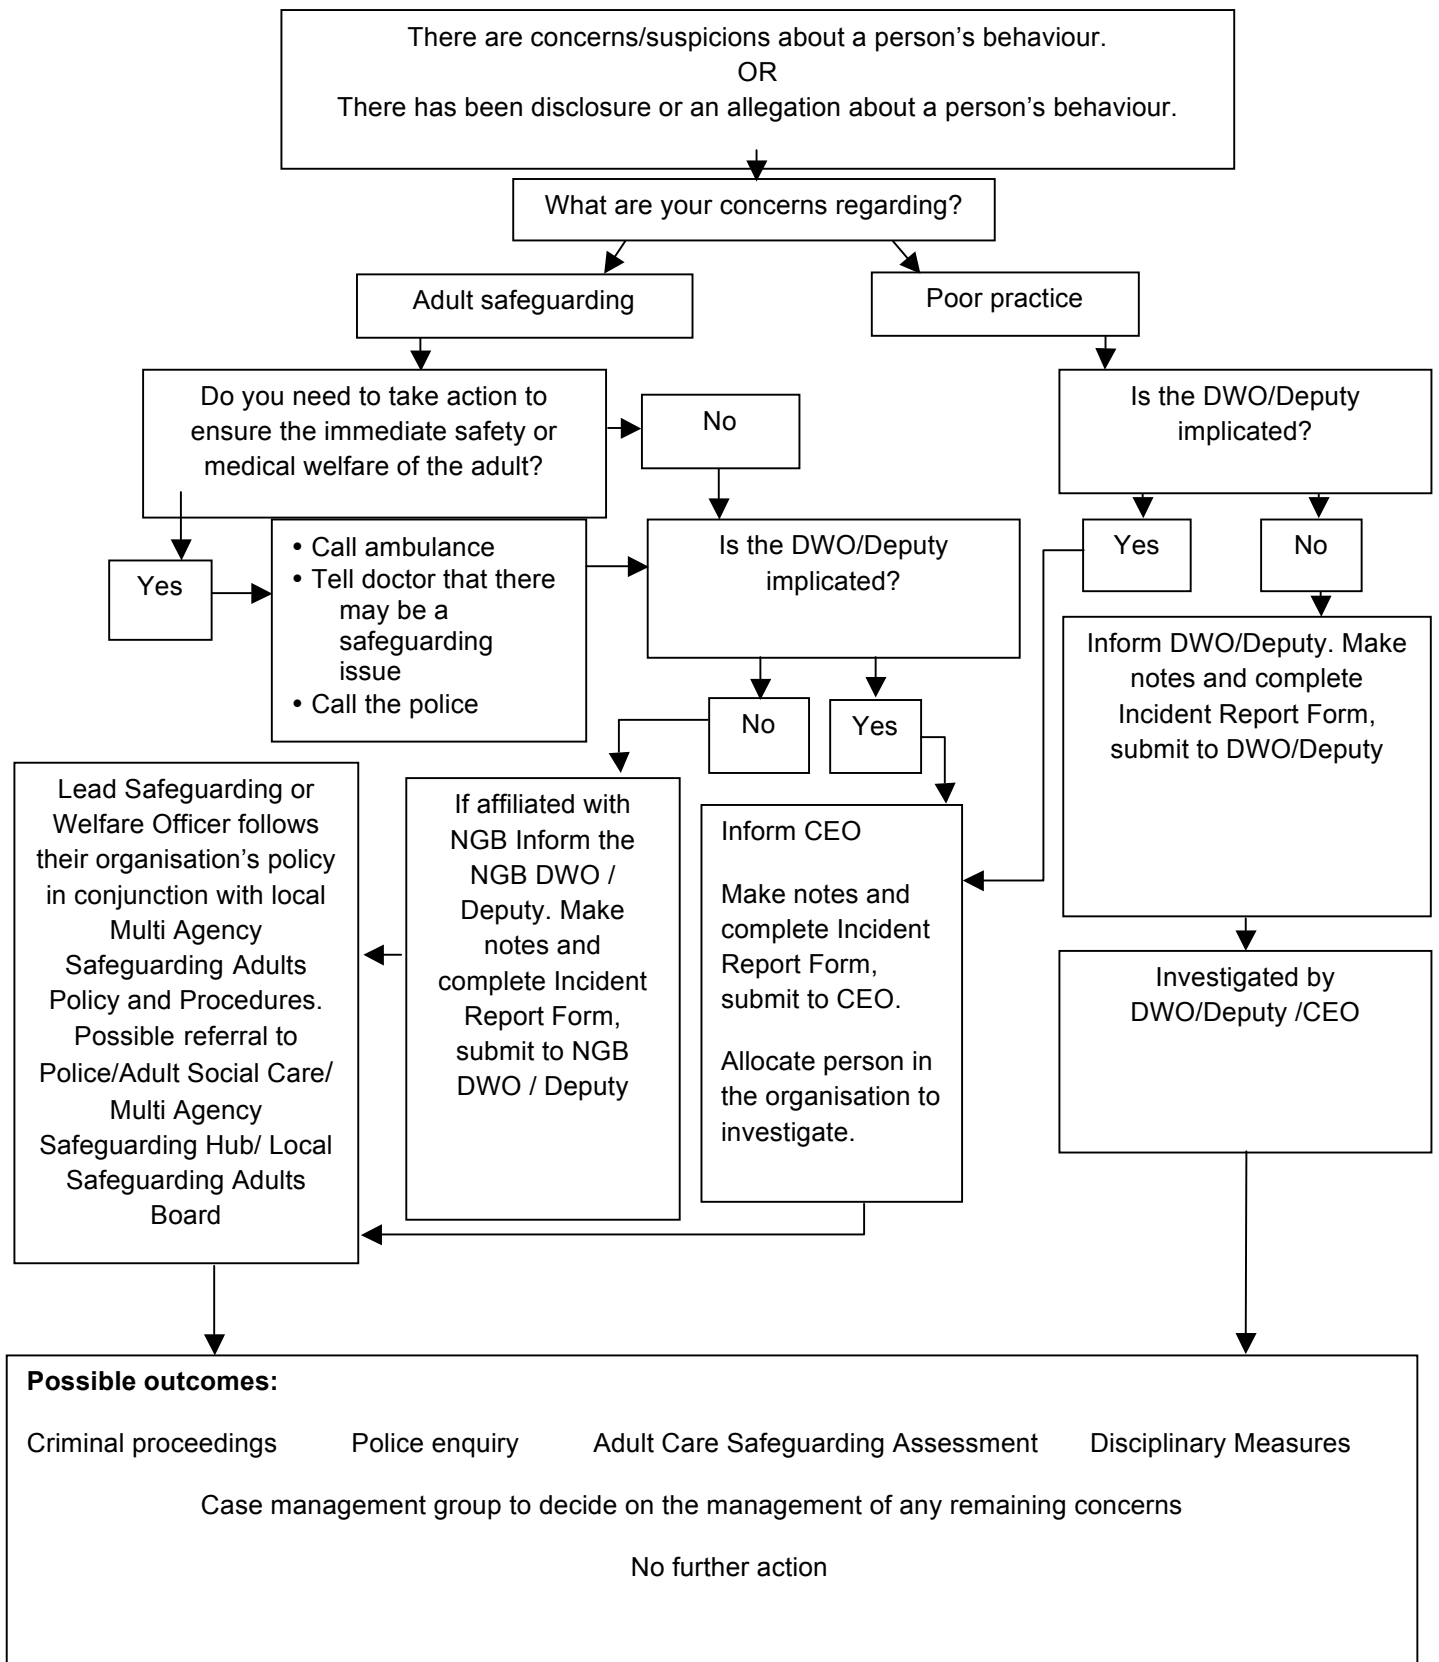 There are concerns/suspicions about a person’s behaviour.
OR
There has been disclosure or an allegation about a person’s behaviour.
What are your concerns regarding?
Adult safeguarding
Poor practice
Do you need to take action to
ensure the immediate safety or
medical welfare of the adult?
No
Is the DWO/Deputy
implicated?
Yes
• Call ambulance
• Tell doctor that there
may be a
safeguarding
issue
• Call the police
Is the DWO/Deputy
implicated?
Yes
No
No
Yes
Inform DWO/Deputy. Make
notes and complete
Incident Report Form,
submit to DWO/Deputy
Lead Safeguarding or
Welfare Officer follows
their organisation’s policy
in conjunction with local
Multi Agency
Safeguarding Adults
Policy and Procedures.
Possible referral to
Police/Adult Social Care/
Multi Agency
Safeguarding Hub/ Local
Safeguarding Adults
Board
If affiliated with
NGB Inform the
NGB DWO /
Deputy. Make
notes and
complete Incident
Report Form,
submit to NGB
DWO / Deputy
Inform CEO
Make notes and
complete Incident
Report Form,
submit to CEO.
Allocate person in
the organisation to
investigate.
Investigated by
DWO/Deputy /CEO
Possible outcomes:
Criminal proceedings Police enquiry Adult Care Safeguarding Assessment Disciplinary Measures
Case management group to decide on the management of any remaining concerns
No further action